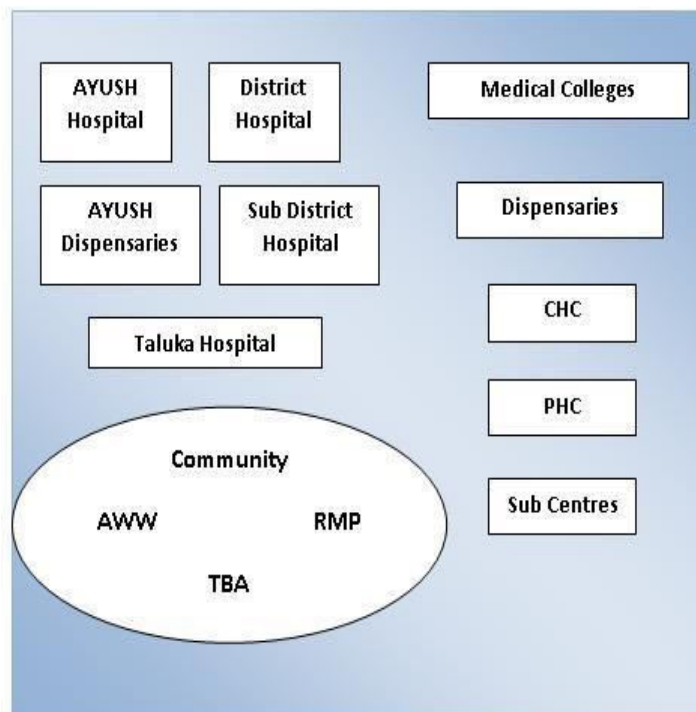 AYUSH
Hospital
District
Hospital
Medical Colleges
AYUSH
Dispensaries
Sub District
Hospital
Dispensaries
CHC
Taluka Hospital
PHC
Community
AWW
RMP
TBA
Sub Centres